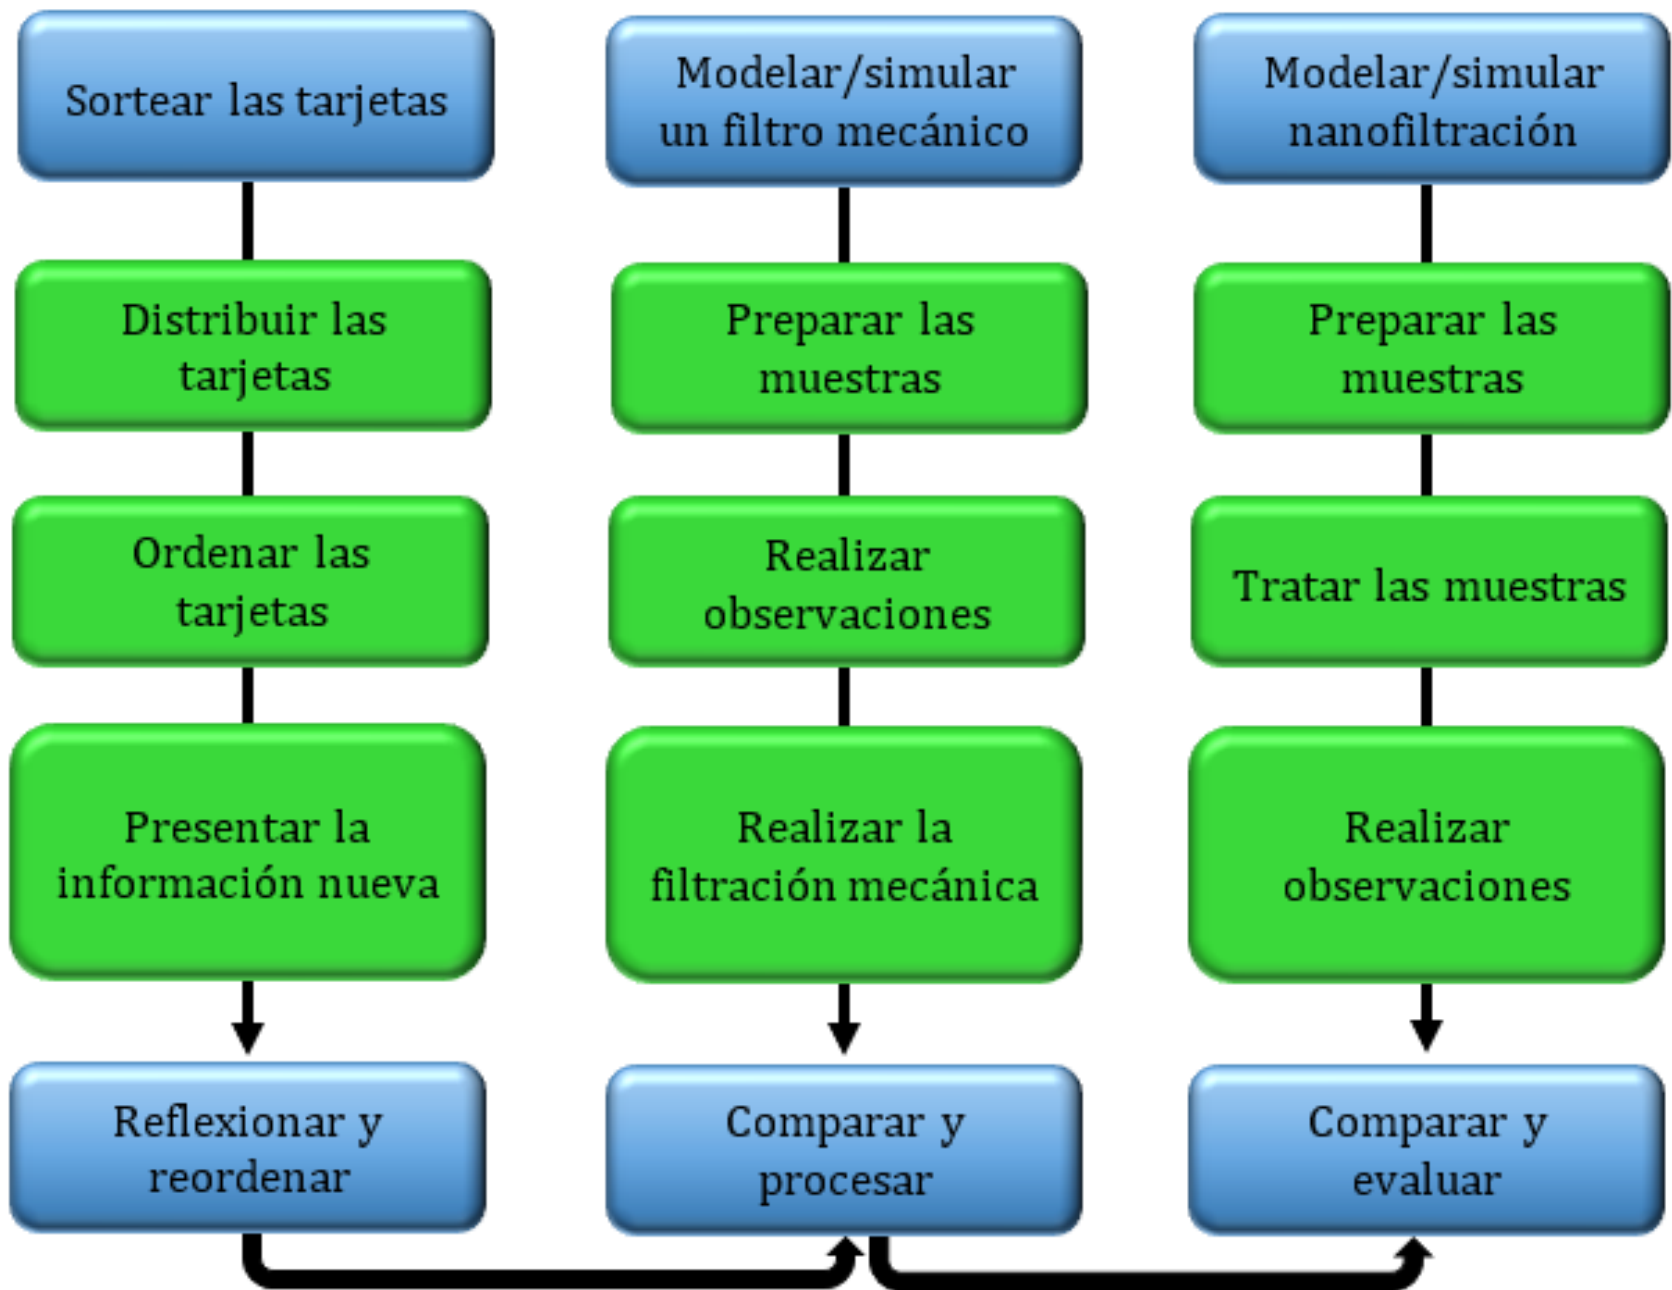 Sortear las tarjetas
Distribuir las
tarjetas
Ordenar las
tarjetas
Presentar la
información nueva
Reflexionar y
reordenar
Modelar/simular
un filtro mecánico
Preparar las
muestras
Realizar
observaciones
Realizar la
filtración mecánica
Comparar y
procesar
Modelar/simular
nanofiltración
Preparar las
muestras
Tratar las muestras
Realizar
observaciones
Comparar y
evaluar